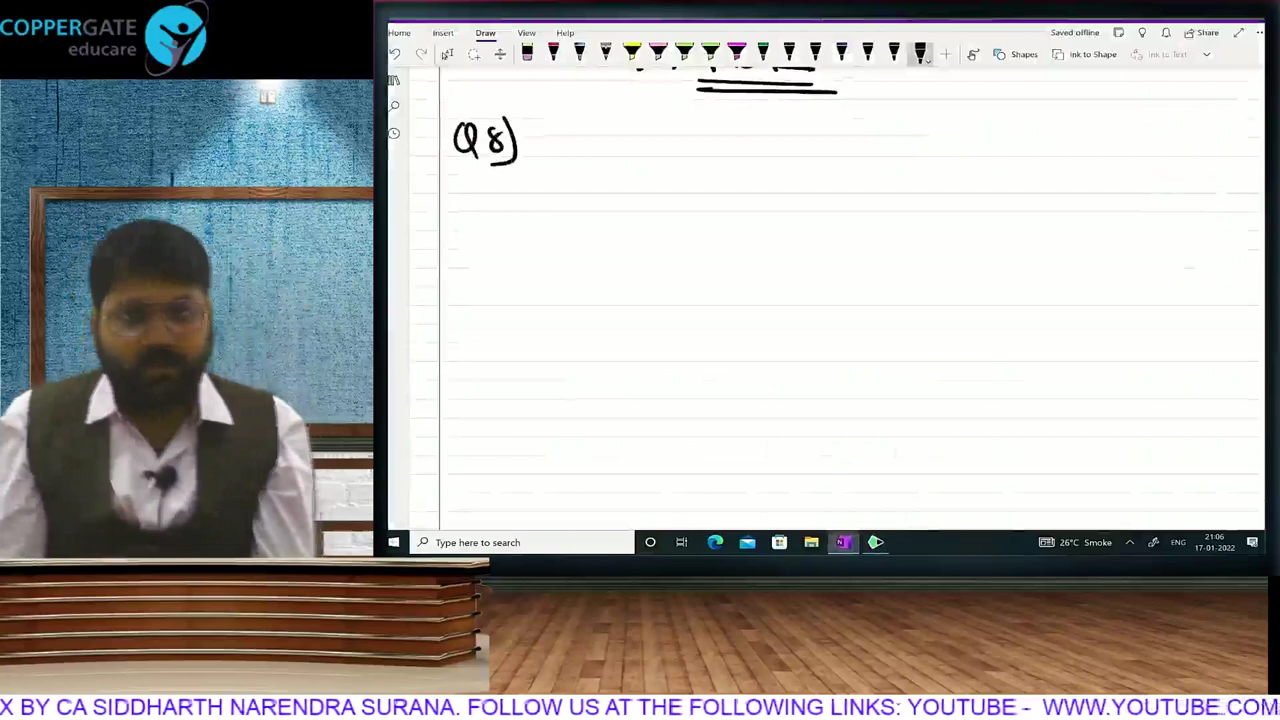 COPPERGATE
educare
Home Insert Draw View Help
Saved offline
Share
Shapes
Ink to Shape
Ink to Text
Q 8)
Type here to search
26°C Smoke
ENG
21:06
17-01-2022
X BY CA SIDDHARTH NARENDRA SURANA. FOLLOW US AT THE FOLLOWING LINKS: YOUTUBE - WWW.YOUTUBE.COM